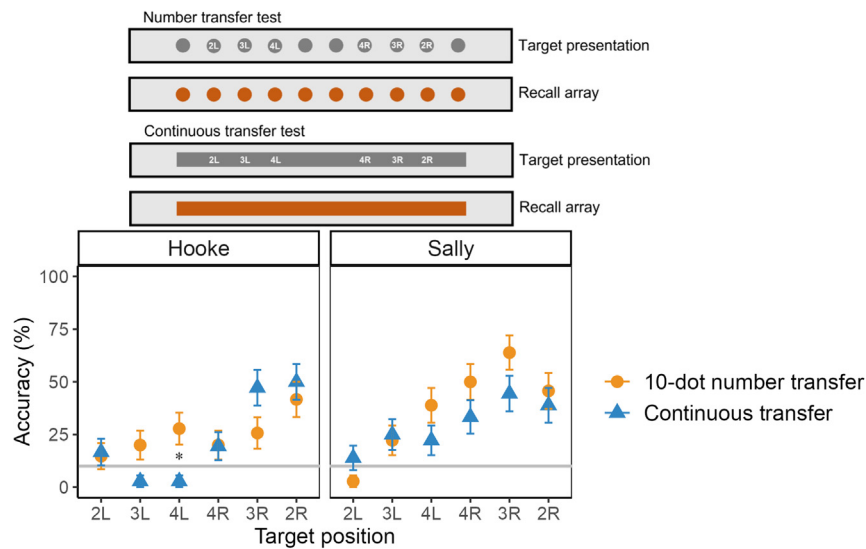 Number transfer test
2L 3L 4L 4R 3R 2R
Target presentation
Recall array
Continuous transfer test
2L 3L 4L 4R 3R 2R
Target presentation
Recall array
Hooke
Sally
Accuracy (%)
100
75
50
25
0
*
2L 3L 4L 4R 3R 2R
2L 3L 4L 4R 3R 2R
Target position
10-dot number transfer
Continuous transfer